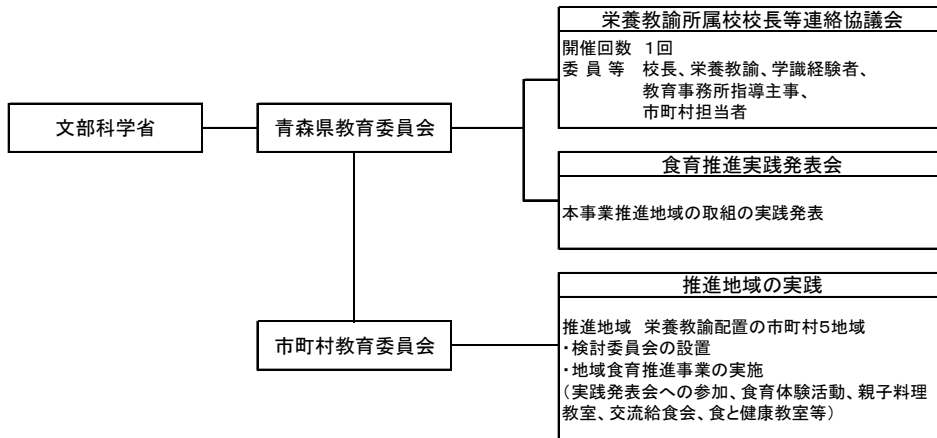 栄養教諭所属校校長等連絡協議会
開催回数 1回
委 員 等 校長、栄養教諭、学識経験者、
教育事務所指導主事、
市町村担当者
文部科学省
青森県教育委員会
食育推進実践発表会
本事業推進地域の取組の実践発表
推進地域の実践
市町村教育委員会
推進地域 栄養教諭配置の市町村5地域
・検討委員会の設置
・地域食育推進事業の実施
(実践発表会への参加、食育体験活動、親子料理
教室、交流給食会、食と健康教室等)